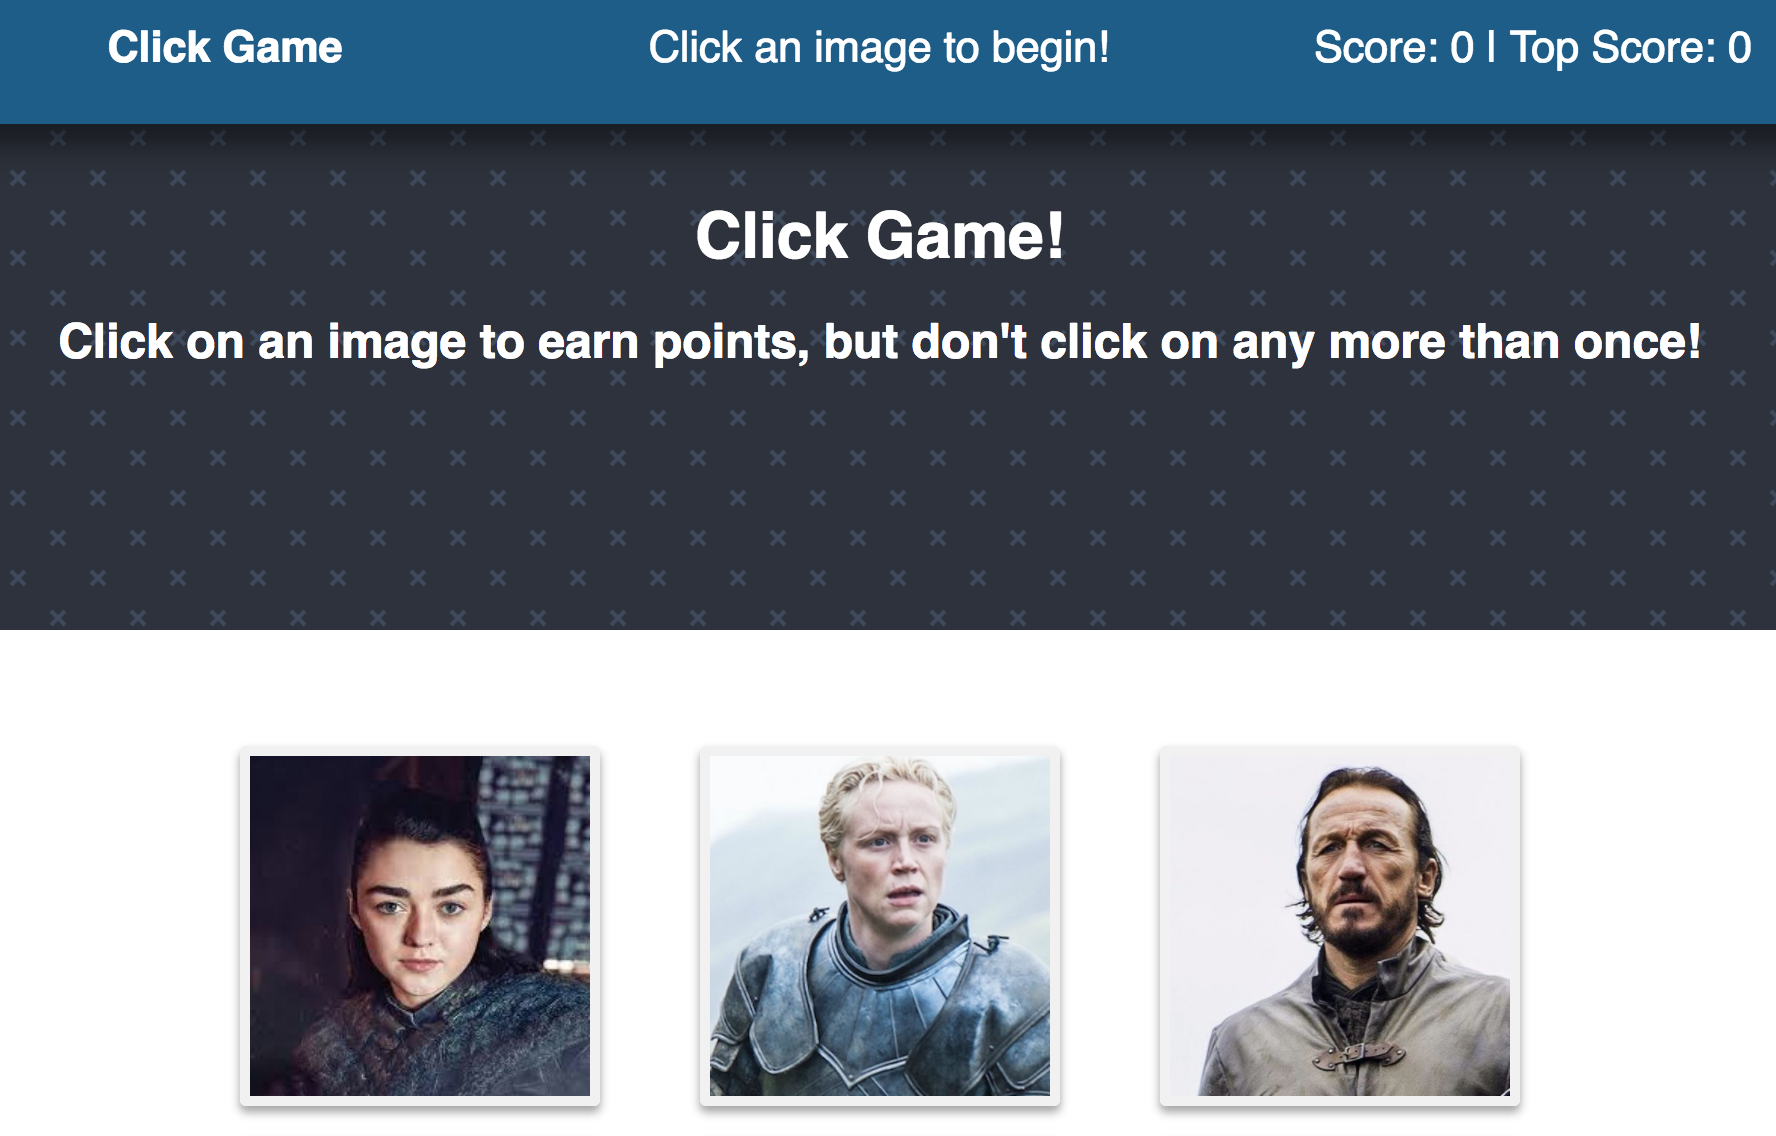 Click Game
Click an image to begin!
Score: 0 | Top Score: 0
Click Game!
Click on an image to earn points, but don't click on any more than once!